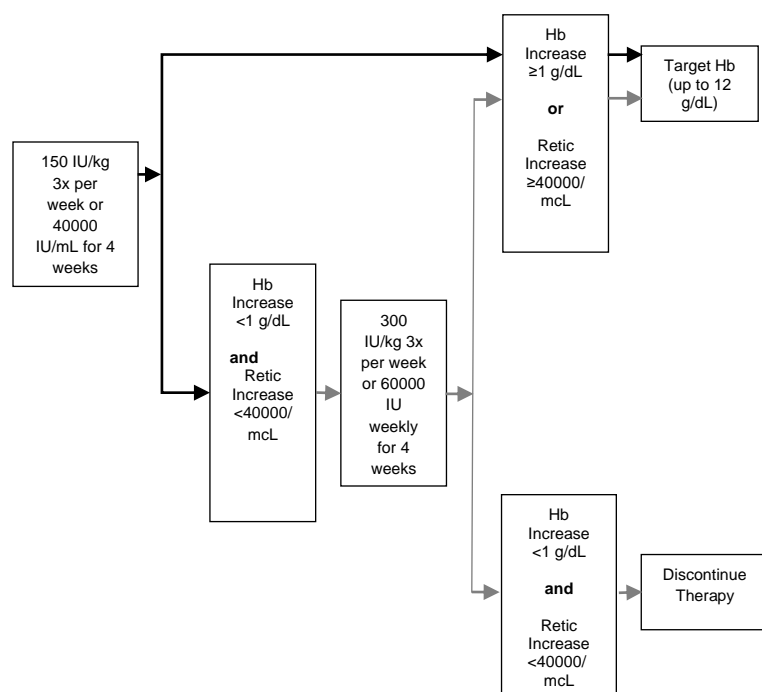 150 IU/kg
3x per
week or
40000
IU/mL for 4
weeks
Hb
Increase
≥1 g/dL
or
Retic
Increase
≥40000/
mcL
Target Hb
(up to 12
g/dL)
Hb
Increase
<1 g/dL
and
Retic
Increase
<40000/
mcL
300
IU/kg 3x
per week
or 60000
IU
weekly
for 4
weeks
Hb
Increase
<1 g/dL
and
Retic
Increase
<40000/
mcL
Discontinue
Therapy